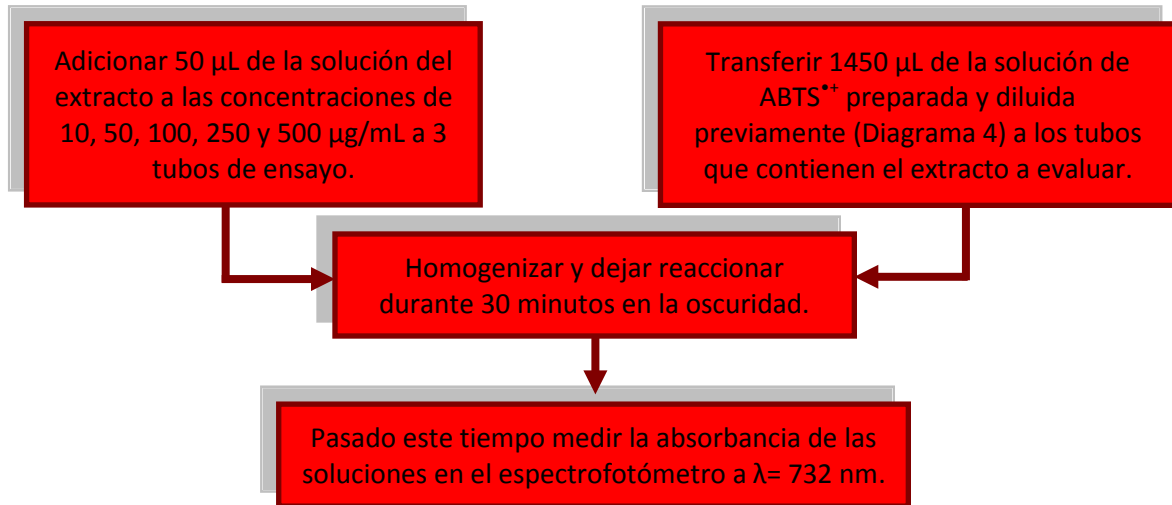 Adicionar 50 µL de la solución del
extracto a las concentraciones de
10, 50, 100, 250 y 500 µg/mL a 3
tubos de ensayo.
Transferir 1450 µL de la solución de
ABTS•+ preparada y diluida
previamente (Diagrama 4) a los tubos
que contienen el extracto a evaluar.
Homogenizar y dejar reaccionar
durante 30 minutos en la oscuridad.
Pasado este tiempo medir la absorbancia de las
soluciones en el espectrofotómetro a λ= 732 nm.